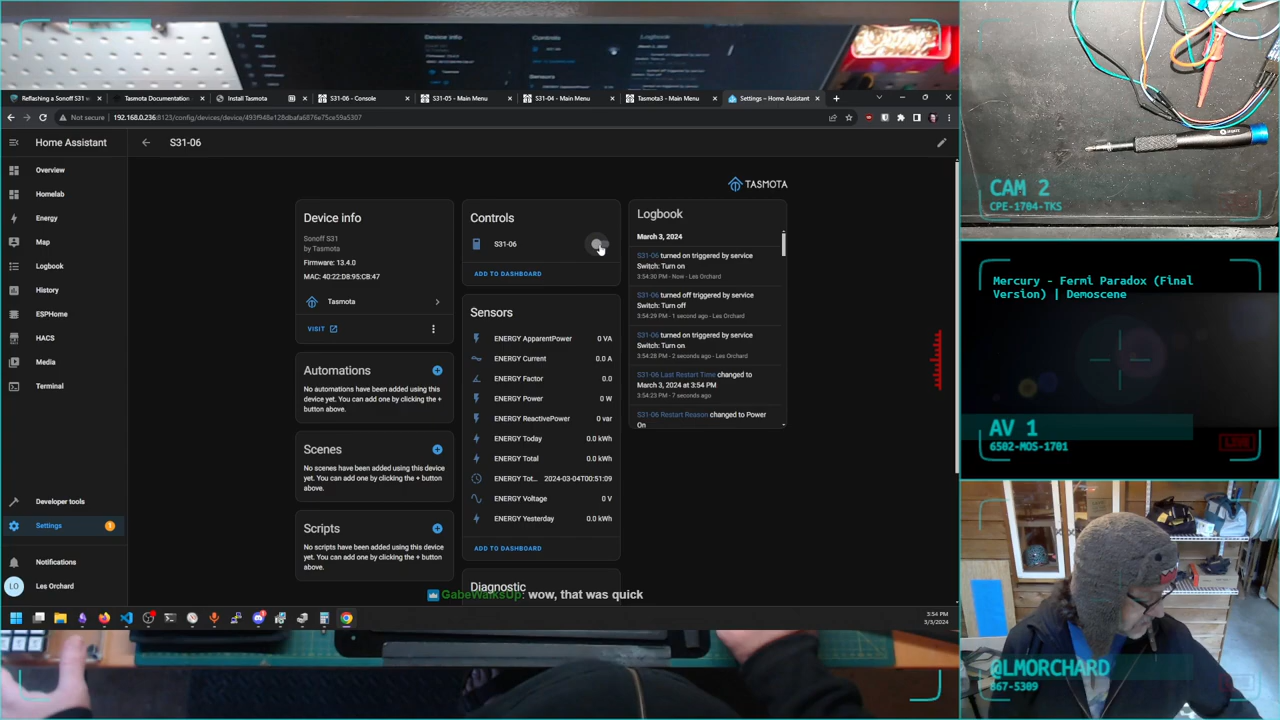 Reflashing a Sonoff S31 w
Tasmota Documentation
Install Tasmota
S31-06 - Console
S31-05 - Main Menu
S31-04 - Main Menu
Tasmota3 - Main Menu
Settings – Home Assistant
Not secure
192.168.0.236:8123/config/devices/device/493f948e128dbafa6876e75ce59a5307
Home Assistant
S31-06
Overview
Homelab
Energy
Map
Logbook
History
ESPHome
HACS
Media
Terminal
Developer tools
Settings
1
Notifications
LO
Les Orchard
TASMOTA
Device info
Sonoff S31
by Tasmota
Firmware: 13.4.0
MAC: 40:22:D8:95:CB:47
Tasmota
VISIT
Automations
No automations have been added using this
device yet. You can add one by clicking the +
button above.
Scenes
No scenes have been added using this device
yet. You can add one by clicking the + button
above.
Scripts
No scripts have been added using this device
yet. You can add one by clicking the + button
above.
Controls
S31-06
ADD TO DASHBOARD
Sensors
ENERGY ApparentPower 0 VA
ENERGY Current 0.0 A
ENERGY Factor 0.0
ENERGY Power 0 W
ENERGY ReactivePower 0 var
ENERGY Today 0.0 kWh
ENERGY Total 0.0 kWh
ENERGY Tot... 2024-03-04T00:51:09
ENERGY Voltage 0 V
ENERGY Yesterday 0.0 kWh
ADD TO DASHBOARD
Diagnostic
Logbook
March 3, 2024
S31-06 turned on triggered by service
Switch: Turn on
3:54:30 PM - Now - Les Orchard
S31-06 turned off triggered by service
Switch: Turn off
3:54:29 PM - 1 second ago - Les Orchard
S31-06 turned on triggered by service
Switch: Turn on
3:54:28 PM - 2 seconds ago - Les Orchard
S31-06 Last Restart Time changed to
March 3, 2024 at 3:54 PM
3:54:23 PM - 7 seconds ago
S31-06 Restart Reason changed to Power
On
GabeWalksUp: wow, that was quick
3:54 PM
3/3/2024
CAM 2
CPE-1704-TKS
Mercury - Fermi Paradox (Final
Version) | Demoscene
AV 1
6502-MOS-1701
LIVE
@LMORCHARD
867-5309